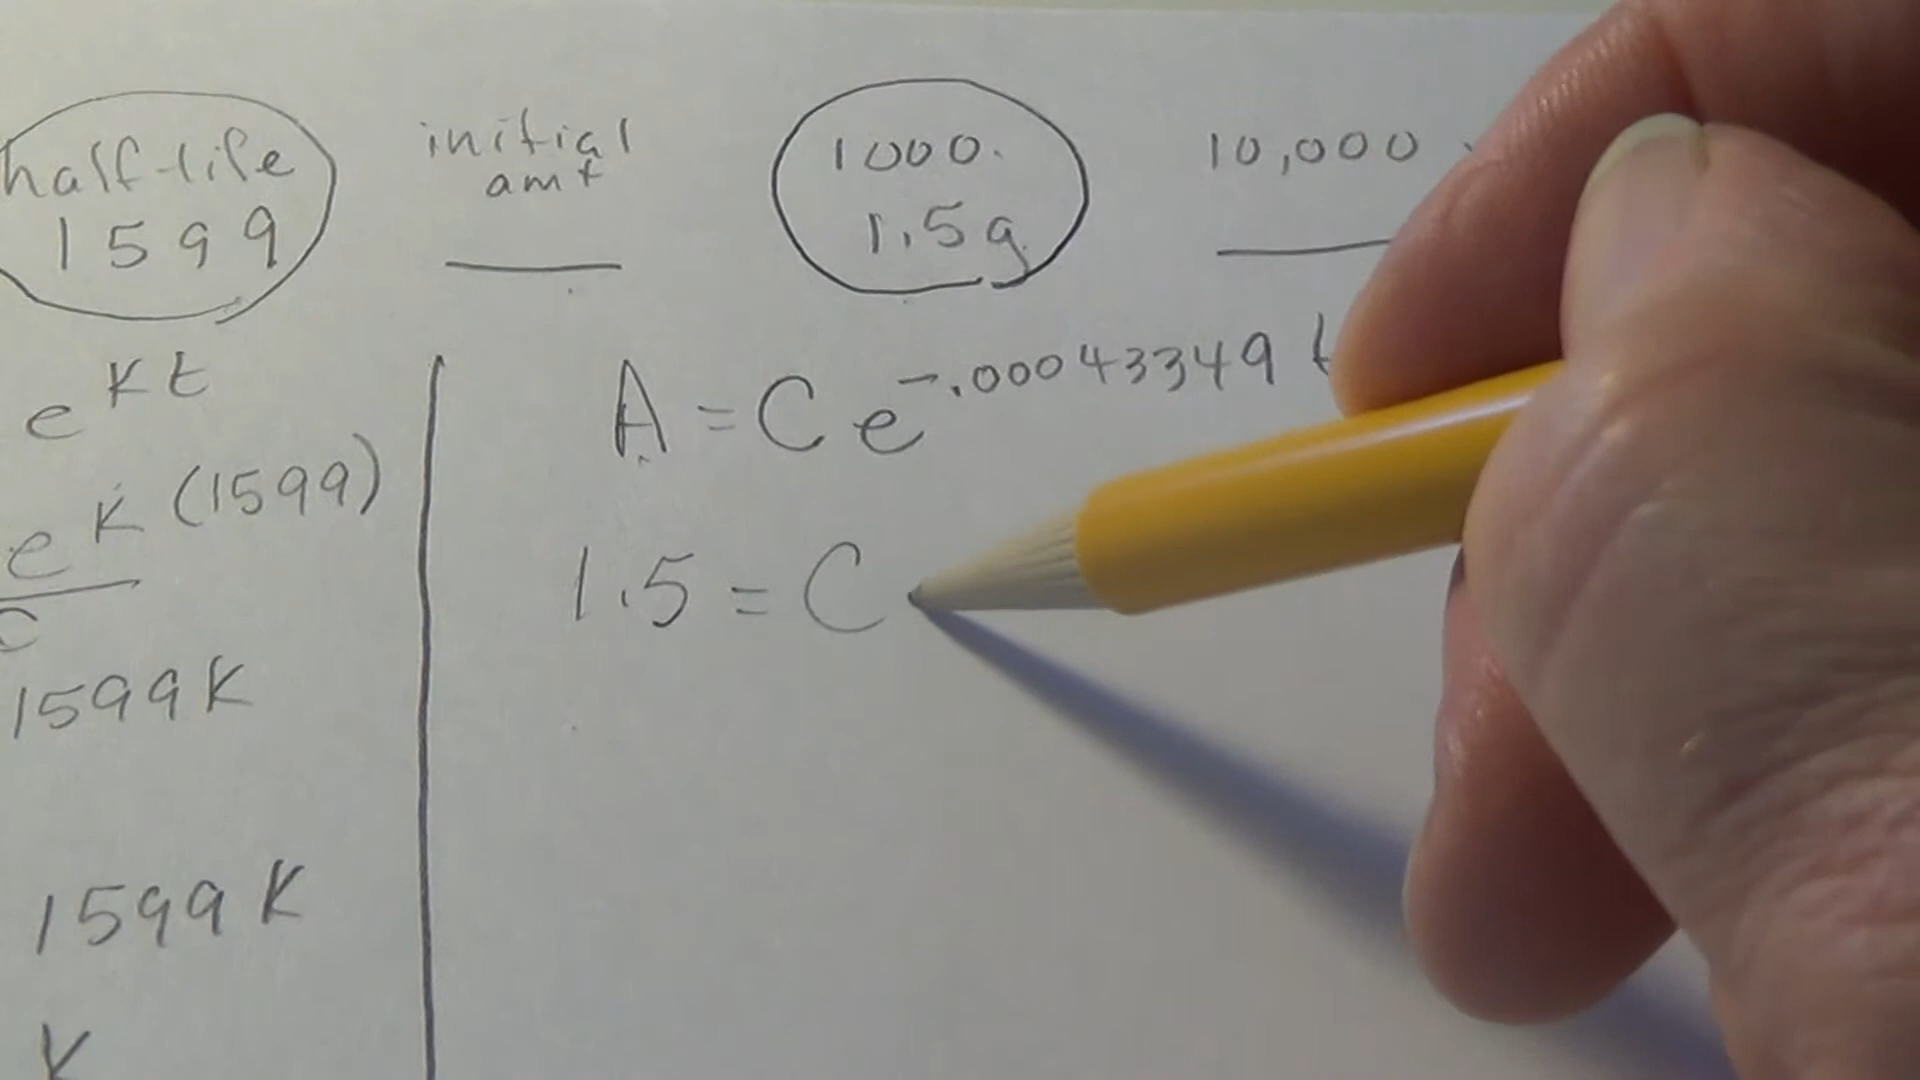 half-life
1599
initial
amt
1000.
1.5g
10,000
e^kt
e^k(1599)
C
1599K
1599K
K
A = Ce^-.00043349t
1.5 = C